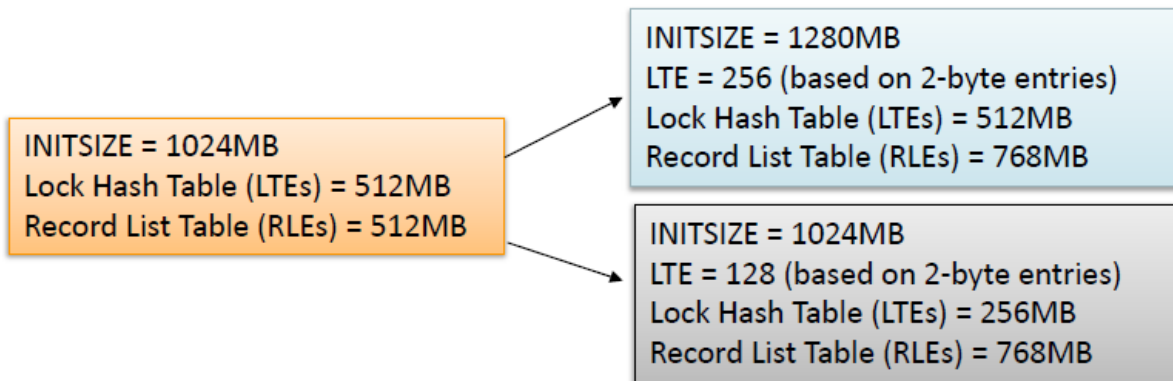 INITSIZE = 1024MB
Lock Hash Table (LTEs) = 512MB
Record List Table (RLEs) = 512MB
INITSIZE = 1280MB
LTE = 256 (based on 2-byte entries)
Lock Hash Table (LTEs) = 512MB
Record List Table (RLEs) = 768MB
INITSIZE = 1024MB
LTE = 128 (based on 2-byte entries)
Lock Hash Table (LTEs) = 256MB
Record List Table (RLEs) = 768MB